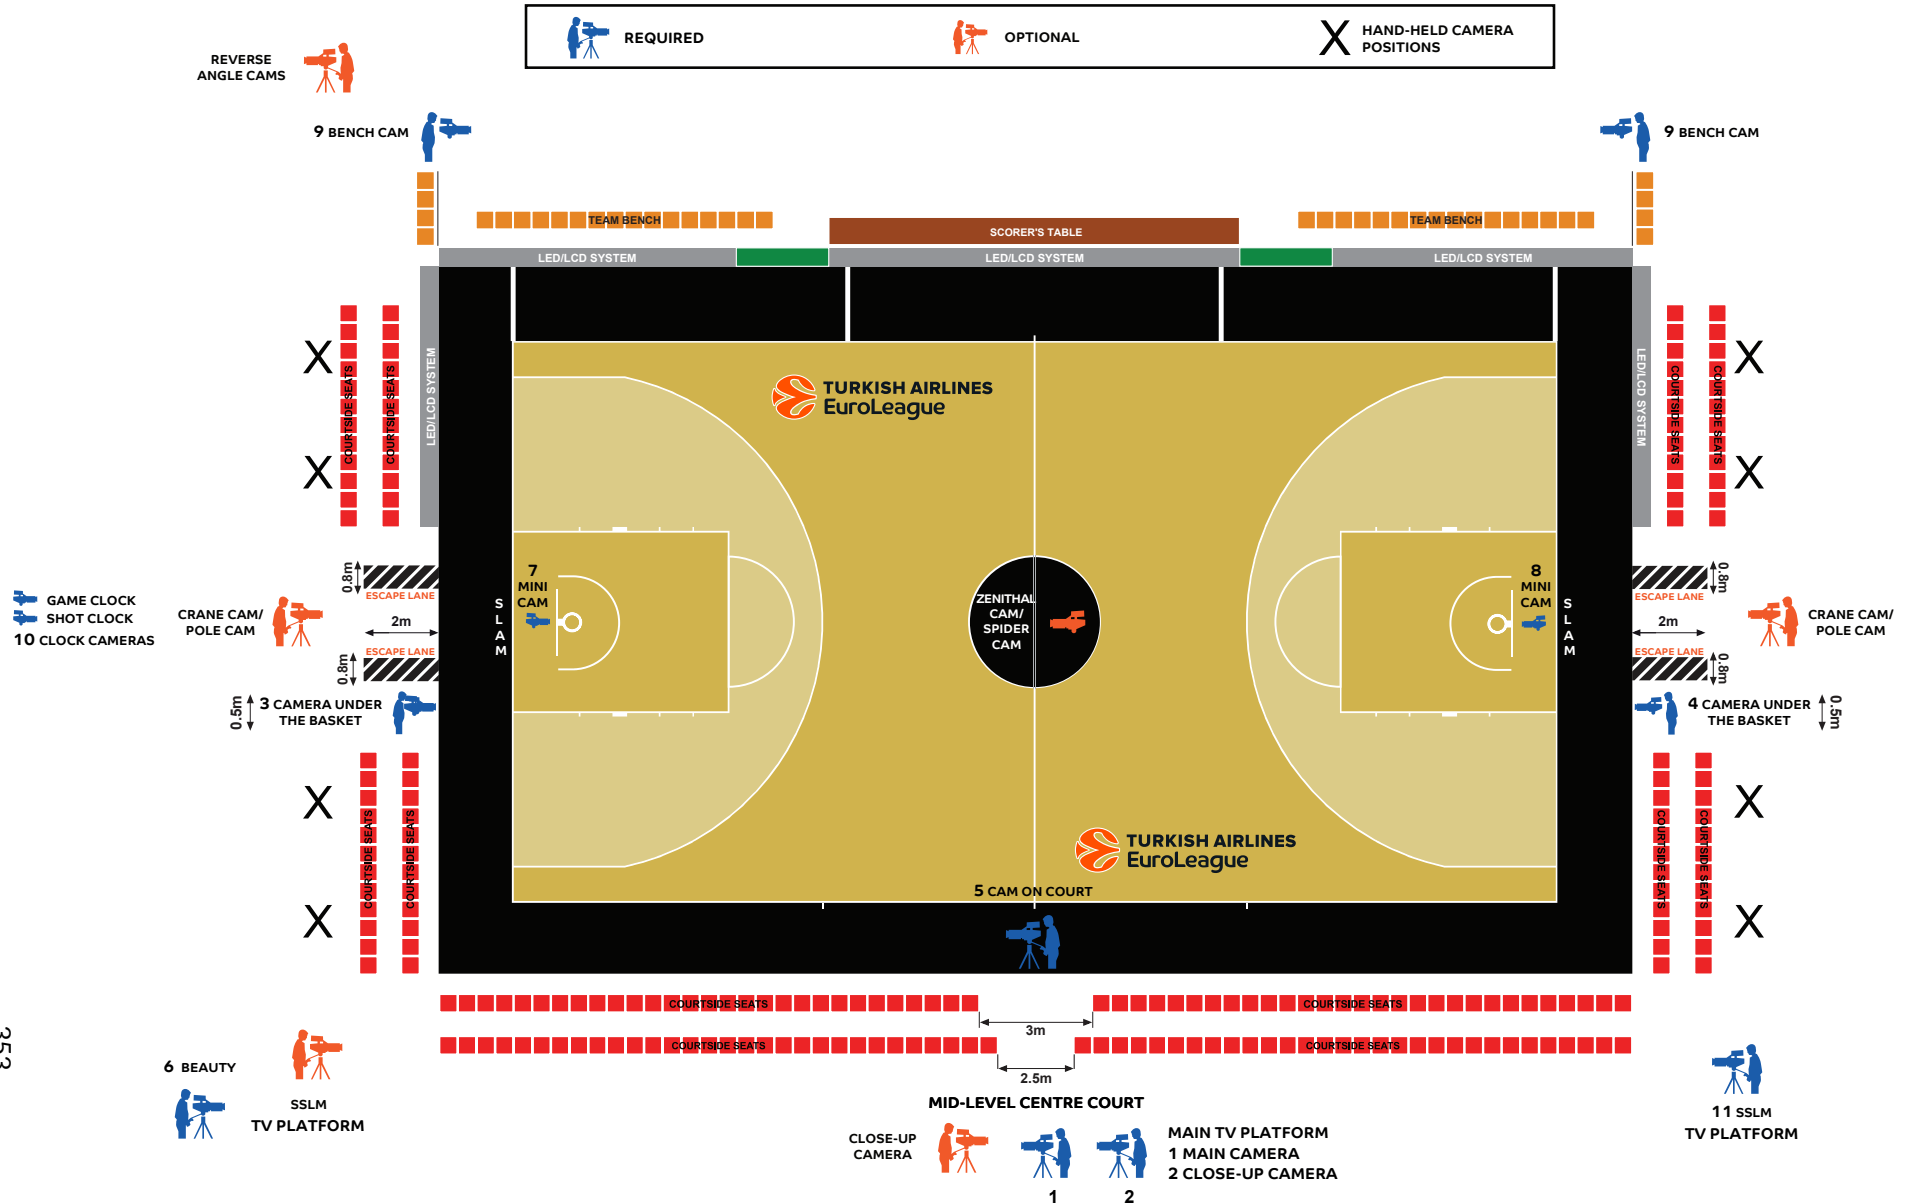 REQUIRED
OPTIONAL
HAND-HELD CAMERA
POSITIONS
REVERSE
ANGLE CAMS
9 BENCH CAM
9 BENCH CAM
TEAM BENCH
SCORER'S TABLE
TEAM BENCH
LED/LCD SYSTEM
LED/LCD SYSTEM
LED/LCD SYSTEM
COURTSIDE SEATS
COURTSIDE SEATS
LED/LCD SYSTEM
LED/LCD SYSTEM
COURTSIDE SEATS
COURTSIDE SEATS
X
X
X
X
TURKISH AIRLINES
EuroLeague
GAME CLOCK
SHOT CLOCK
10 CLOCK CAMERAS
CRANE CAM/
POLE CAM
0.8m
ESCAPE LANE
2m
ESCAPE LANE
0.8m
SLAM
7
MINI
CAM
ZENITHAL
CAM/
SPIDER
CAM
8
MINI
CAM
SLAM
0.8m
ESCAPE LANE
2m
ESCAPE LANE
0.8m
CRANE CAM/
POLE CAM
0.5m
3 CAMERA UNDER
THE BASKET
4 CAMERA UNDER
THE BASKET
0.5m
X
X
COURTSIDE SEATS
COURTSIDE SEATS
TURKISH AIRLINES
EuroLeague
5 CAM ON COURT
COURTSIDE SEATS
COURTSIDE SEATS
X
X
COURTSIDE SEATS
COURTSIDE SEATS
3m
COURTSIDE SEATS
COURTSIDE SEATS
2.5m
353
6 BEAUTY
SSLM
TV PLATFORM
MID-LEVEL CENTRE COURT
CLOSE-UP
CAMERA
1
2
MAIN TV PLATFORM
1 MAIN CAMERA
2 CLOSE-UP CAMERA
11 SSLM
TV PLATFORM